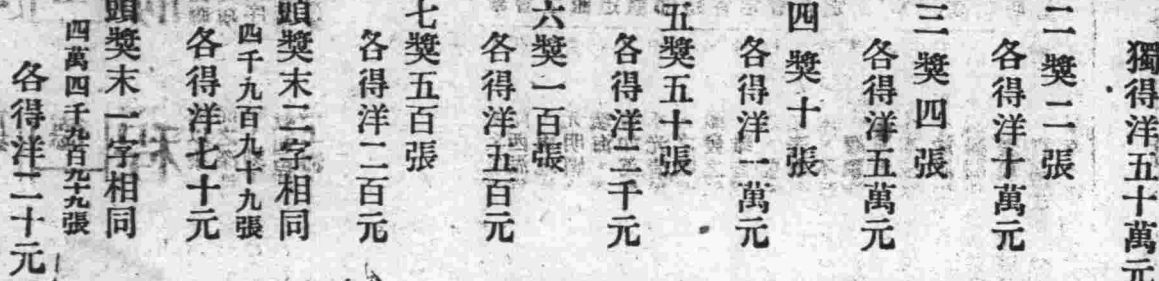 獨得洋五十萬元
二獎二張
各得洋十萬元
三獎四張
各得洋五萬元
四獎十張
各得洋一萬元
五獎五十張
各得洋二千元
六獎一百張
各得洋五百元
七獎五百張
各得洋二百元
頭獎末二字相同
四千九百九十九張
各得洋七十元
頭獎末一字相同
四萬四千九百九十九張
各得洋二十元